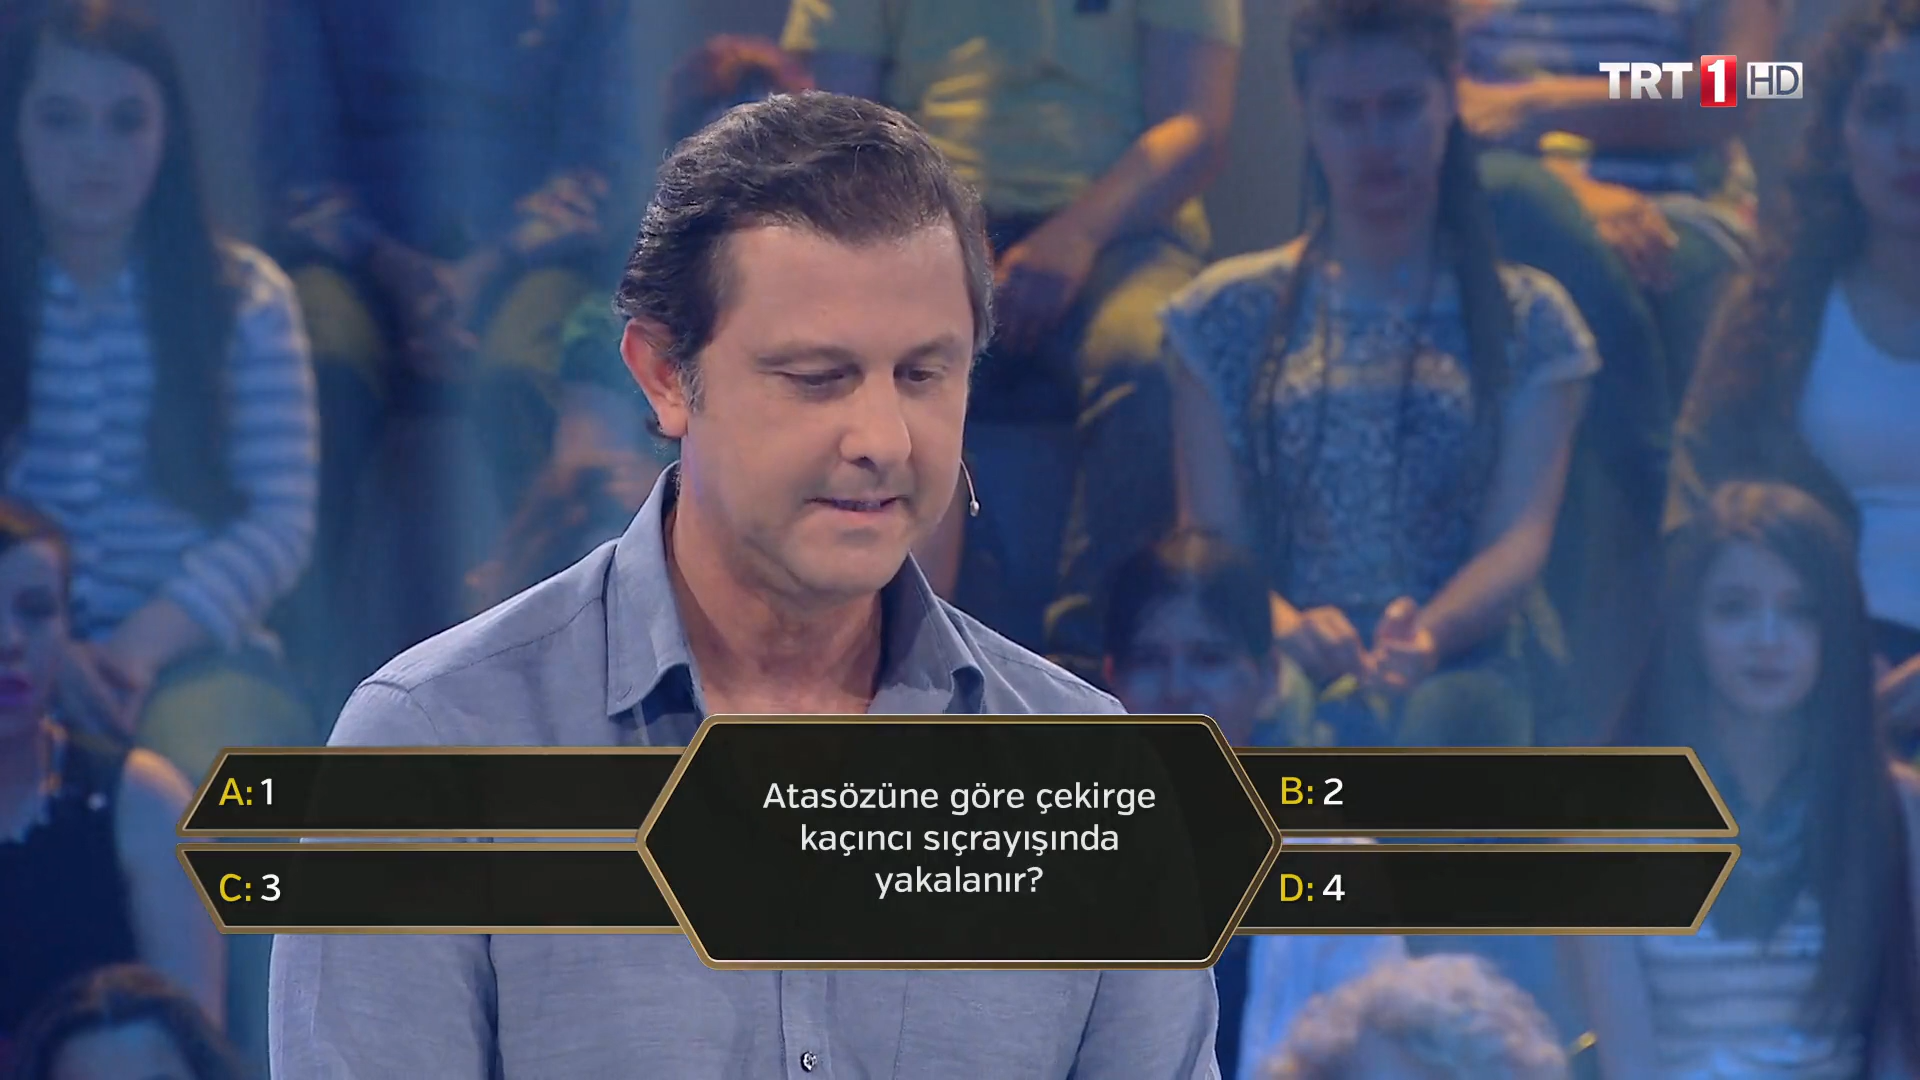 TRT 1 HD
Atasözüne göre çekirge
kaçıncı sıçrayışında
yakalanır?
A: 1
B: 2
C: 3
D: 4